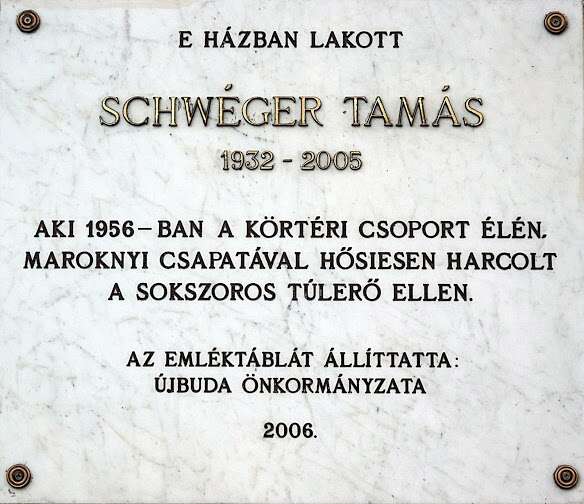 E HÁZBAN LAKOTT
SCHWÉGER TAMÁS
1932 - 2005
AKI 1956 – BAN A KÖRTÉRI CSOPORT ÉLÉN,
MAROKNYI CSAPATÁVAL HŐSIESEN HARCOLT
A SOKSZOROS TÚLERŐ ELLEN.
AZ EMLÉKTÁBLÁT ÁLLÍTTATTA:
ÚJBUDA ÖNKORMÁNYZATA
2006.